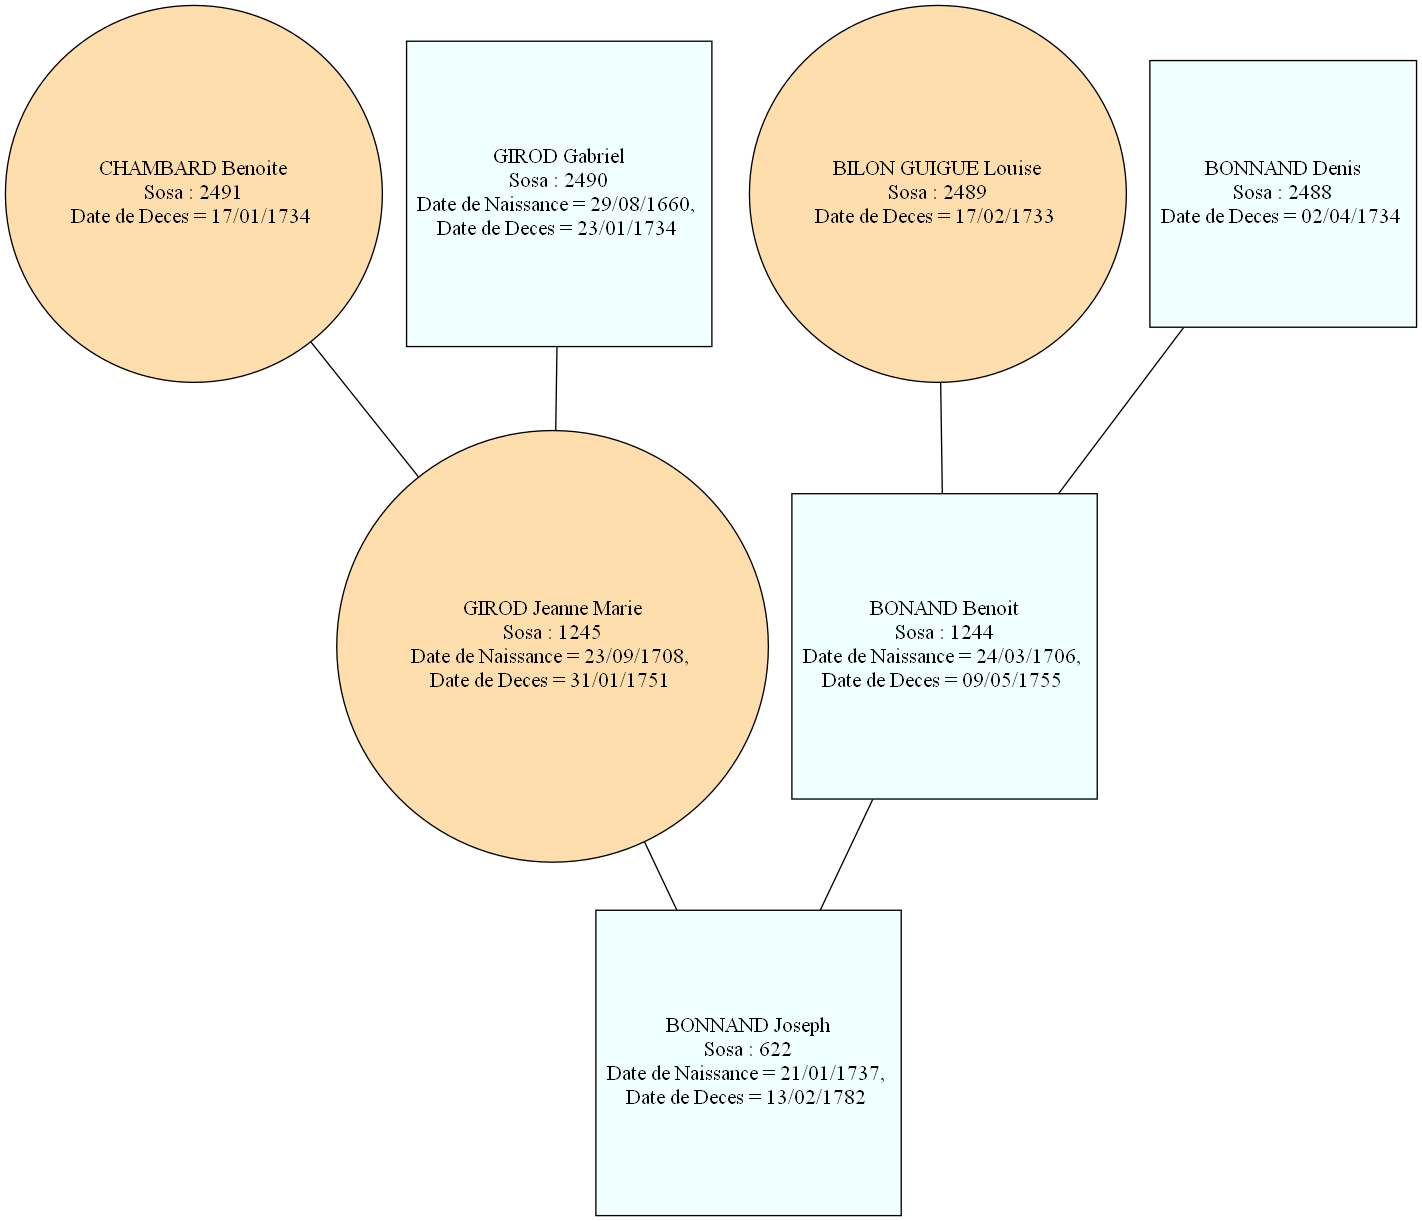 CHAMBARD Benoite
Sosa : 2491
Date de Deces = 17/01/1734
GIROD Gabriel
Sosa : 2490
Date de Naissance = 29/08/1660,
Date de Deces = 23/01/1734
BILON GUIGUE Louise
Sosa : 2489
Date de Deces = 17/02/1733
BONNAND Denis
Sosa : 2488
Date de Deces = 02/04/1734
GIROD Jeanne Marie
Sosa : 1245
Date de Naissance = 23/09/1708,
Date de Deces = 31/01/1751
BONAND Benoit
Sosa : 1244
Date de Naissance = 24/03/1706,
Date de Deces = 09/05/1755
BONNAND Joseph
Sosa : 622
Date de Naissance = 21/01/1737,
Date de Deces = 13/02/1782